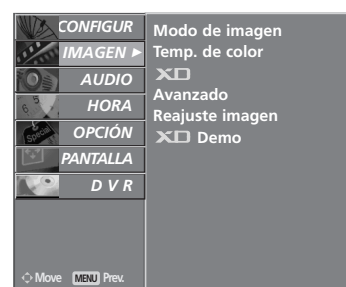 CONFIGUR
IMAGEN ►
AUDIO
HORA
OPCIÓN
PANTALLA
D V R
Modo de imagen
Temp. de color
XD
Avanzado
Reajuste imagen
XD Demo
Special
Move MENU Prev.